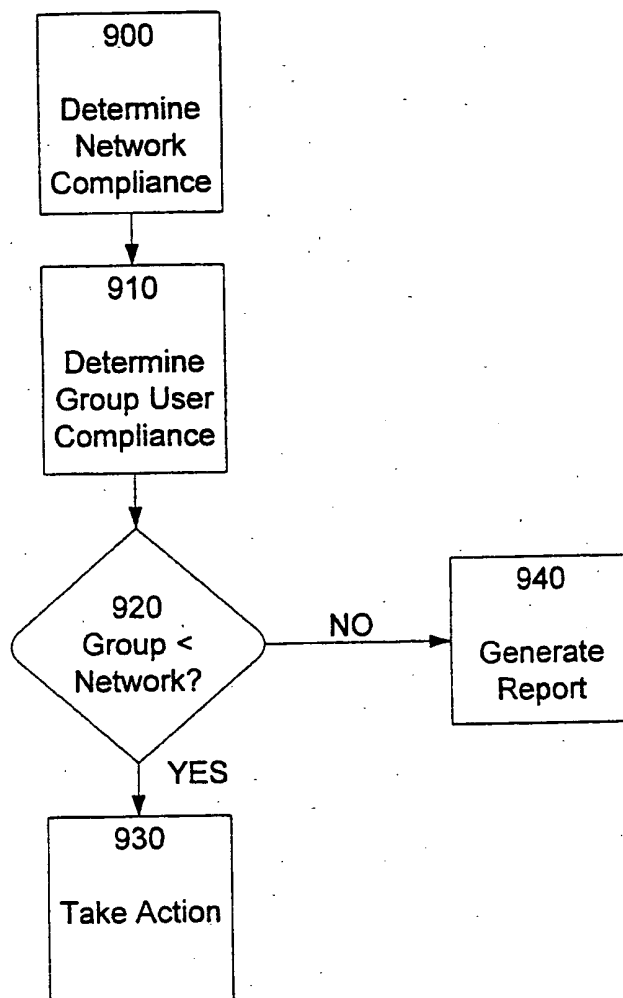 900
Determine
Network
Compliance
910
Determine
Group User
Compliance
920
Group <
Network?
NO
940
Generate
Report
YES
930
Take Action